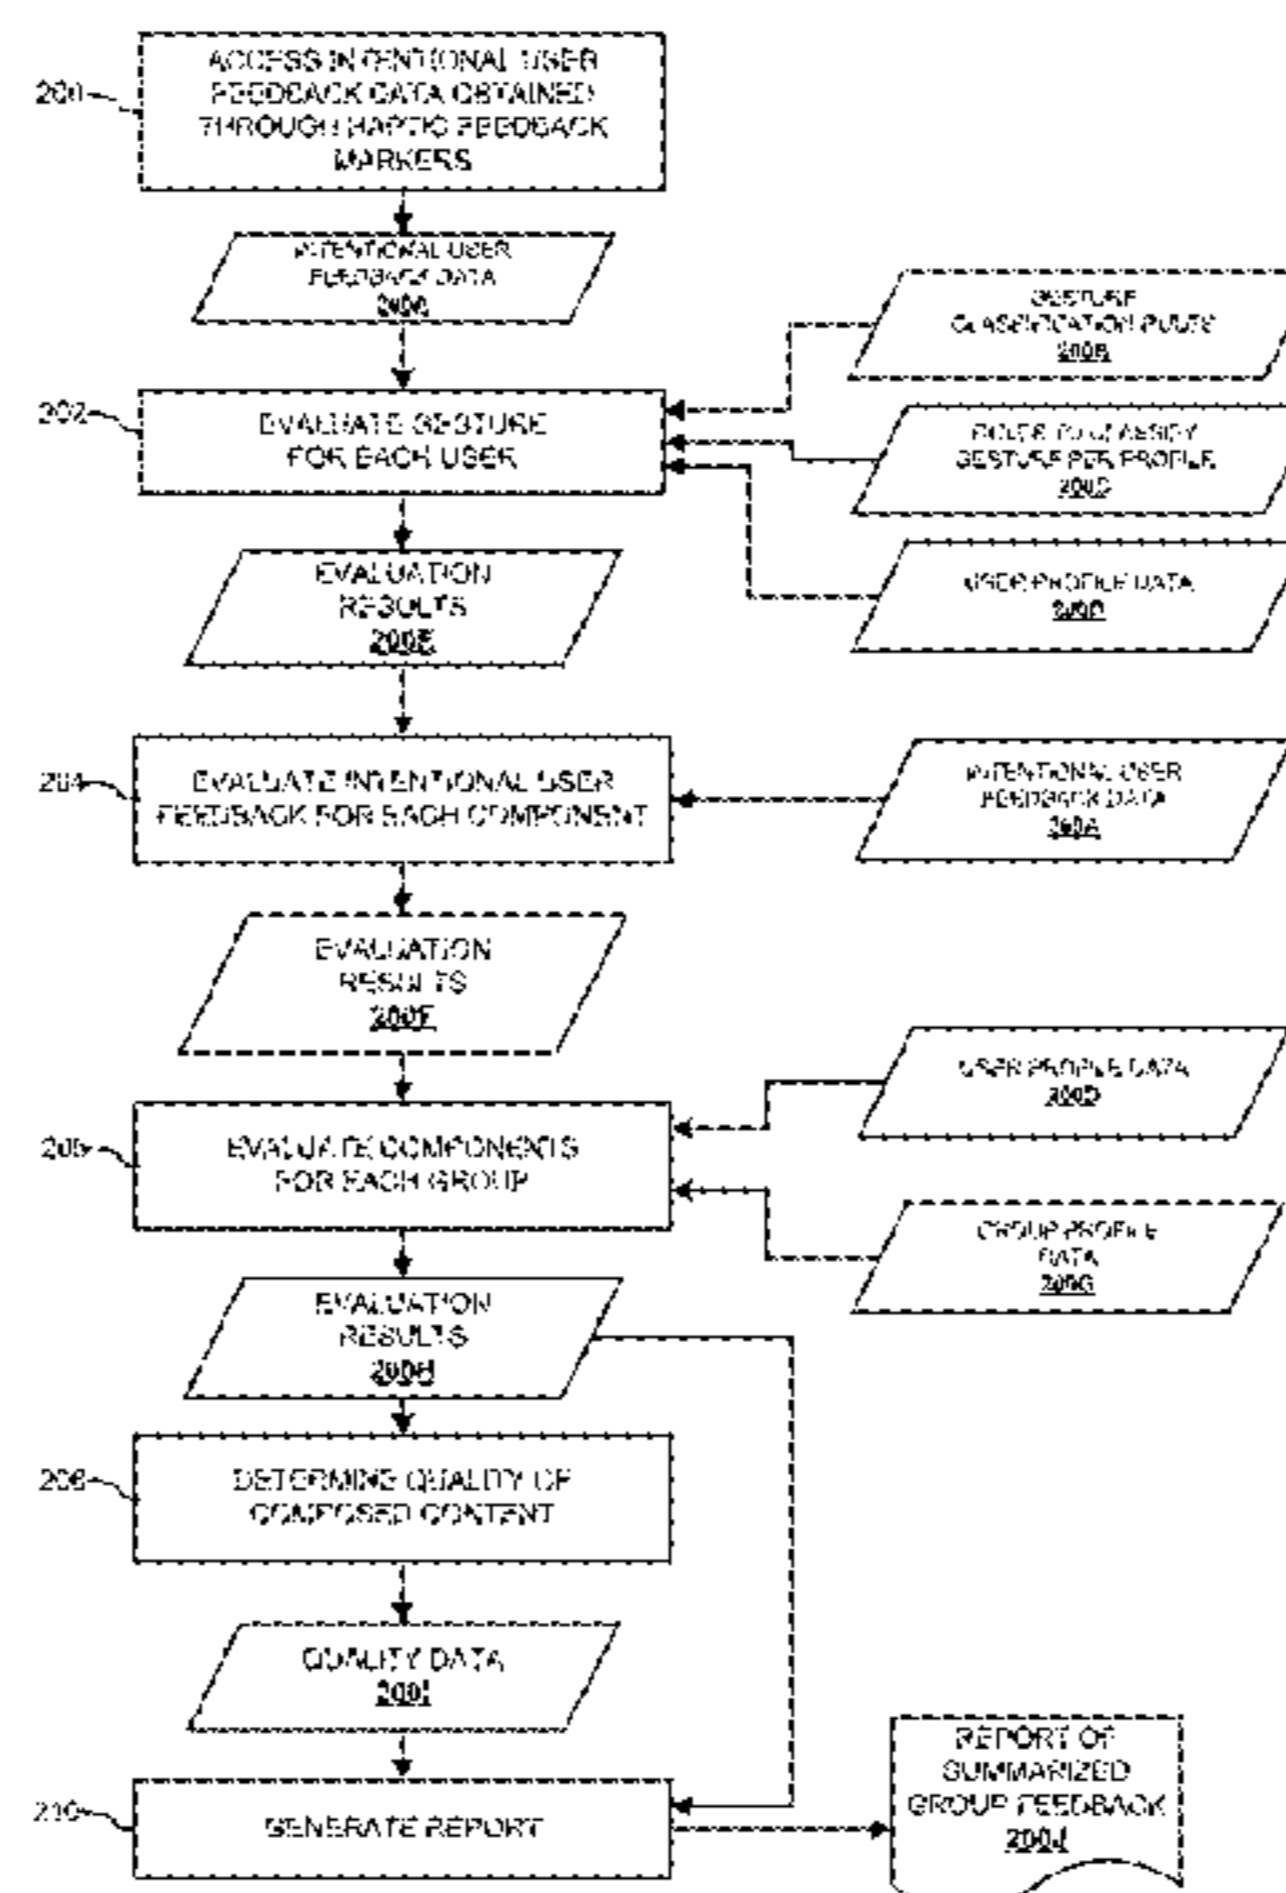 200
ACCESS INTENTIONAL USER
FEEDBACK DATA OBTAINED
THROUGH HAPTIC FEEDBACK
MARKERS
INTENTIONAL USER
FEEDBACK DATA
200A
GESTURE
CLASSIFICATION
200B
202
EVALUATE GESTURE
FOR EACH USER
TO CLASSIFY
GESTURE PER PROFILE
200C
EVALUATION
RESULTS
200E
USER PROFILE DATA
200D
204
EVALUATE INTENTIONAL USER
FEEDBACK FOR EACH COMPONENT
INTENTIONAL USER
FEEDBACK DATA
200A
EVALUATION
RESULTS
200F
USER PROFILE DATA
200D
EVALUATE COMPONENTS
FOR EACH GROUP
GROUP PROFILE
DATA
200G
EVALUATION
RESULTS
200H
DETERMINE QUALITY OF
COMPOSED CONTENT
QUALITY DATA
200I
210
GENERATE REPORT
REPORT OF
SUMMARIZED
GROUP FEEDBACK
200J